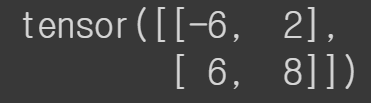 tensor([[-6,  2],
        [ 6,  8]])